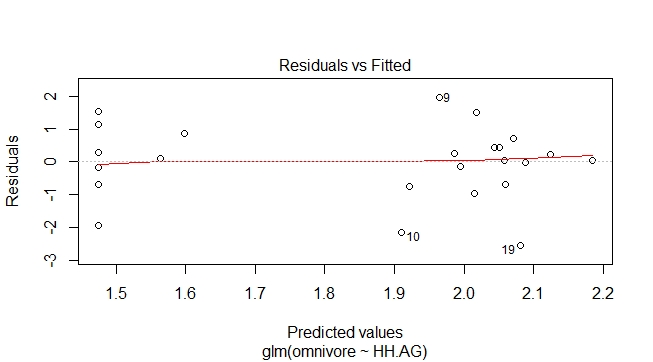 Residuals vs Fitted
Residuals
2
1
0
-1
-2
-3
9
10
19
1.5 1.6 1.7 1.8 1.9 2.0 2.1 2.2
Predicted values
glm(omnivore ~ HH.AG)